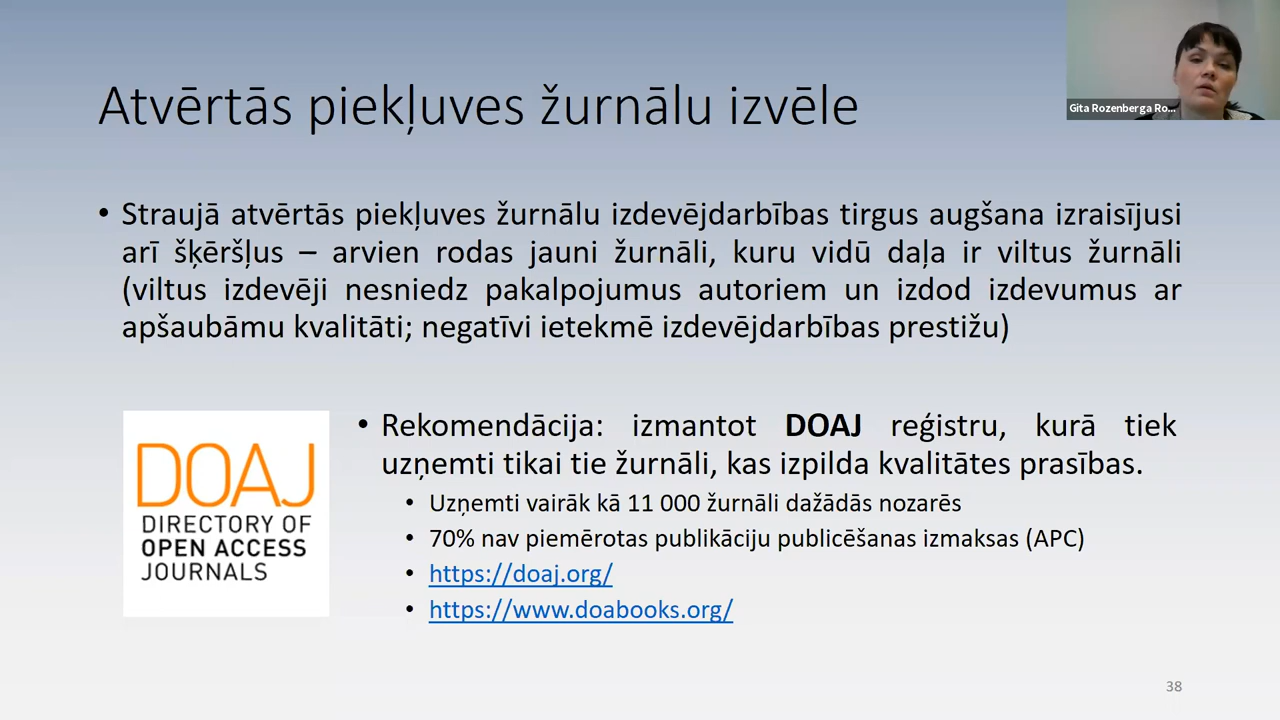 Atvērtās piekļuves žurnālu izvēle
Gita Rozenberga Ro...
• Straujā atvērtās piekļuves žurnālu izdevējdarbības tirgus augšana izraisījusi
arī šķēršļus – arvien rodas jauni žurnāli, kuru vidū daļa ir viltus žurnāli
(viltus izdevēji nesniedz pakalpojumus autoriem un izdod izdevumus ar
apšaubāmu kvalitāti; negatīvi ietekmē izdevējdarbības prestižu)
DOAJ
DIRECTORY OF
OPEN ACCESS
JOURNALS
• Rekomendācija: izmantot DOAJ reģistru, kurā tiek
uzņemti tikai tie žurnāli, kas izpilda kvalitātes prasības.
• Uzņemti vairāk kā 11 000 žurnāli dažādās nozarēs
• 70% nav piemērotas publikāciju publicēšanas izmaksas (APC)
• https://doaj.org/
• https://www.doabooks.org/
38